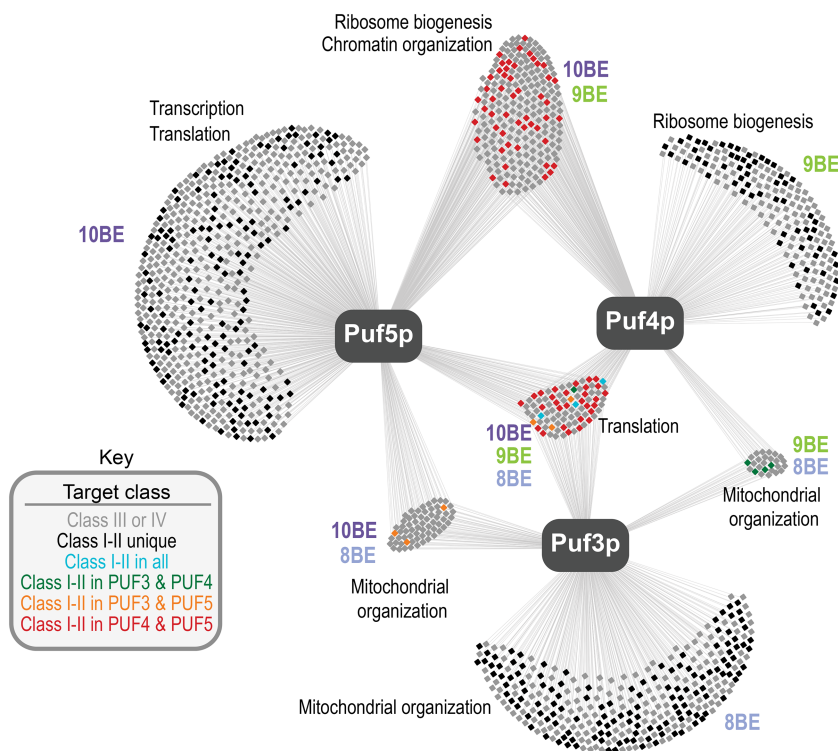 Ribosome biogenesis
Chromatin organization
10BE
9BE
Transcription
Translation
Ribosome biogenesis
9BE
10BE
Puf5p
Puf4p
Translation
10BE
9BE
8BE
9BE
8BE
Mitochondrial
organization
Key
Target class
Class III or IV
Class I-II unique
Class I-II in all
Class I-II in PUF3 & PUF4
Class I-II in PUF3 & PUF5
Class I-II in PUF4 & PUF5
10BE
8BE
Mitochondrial
organization
Puf3p
Mitochondrial organization
8BE